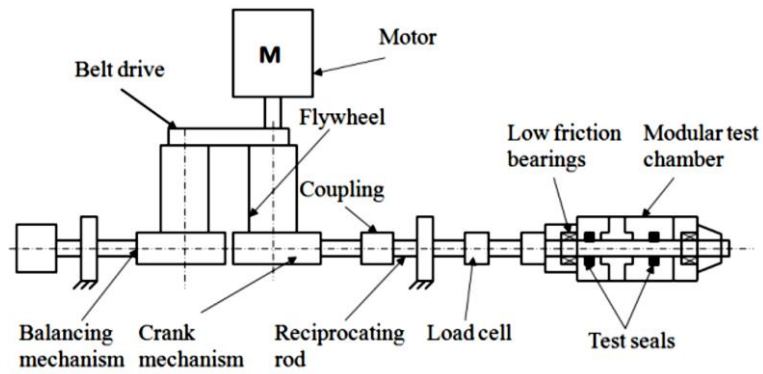 M
Motor
Belt drive
Flywheel
Low friction
bearings
Modular test
chamber
Coupling
Balancing
mechanism
Crank
mechanism
Reciprocating
rod
Load cell
Test seals